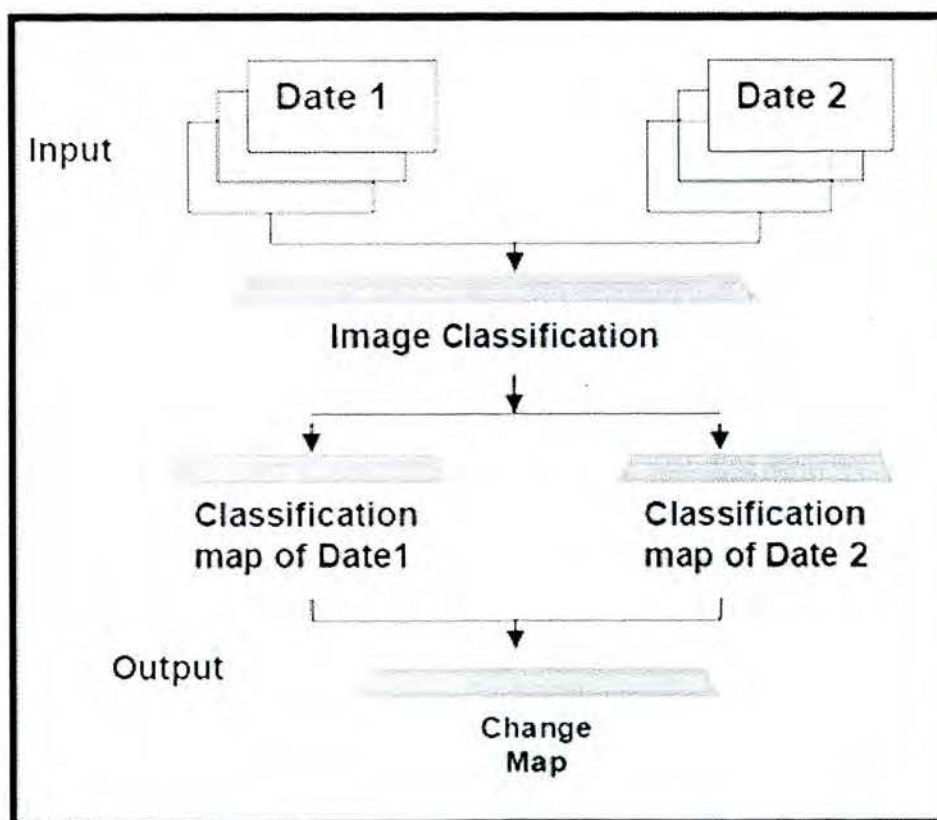 Date 1
Date 2
Input
Image Classification
Classification
map of Date1
Classification
map of Date 2
Output
Change
Map